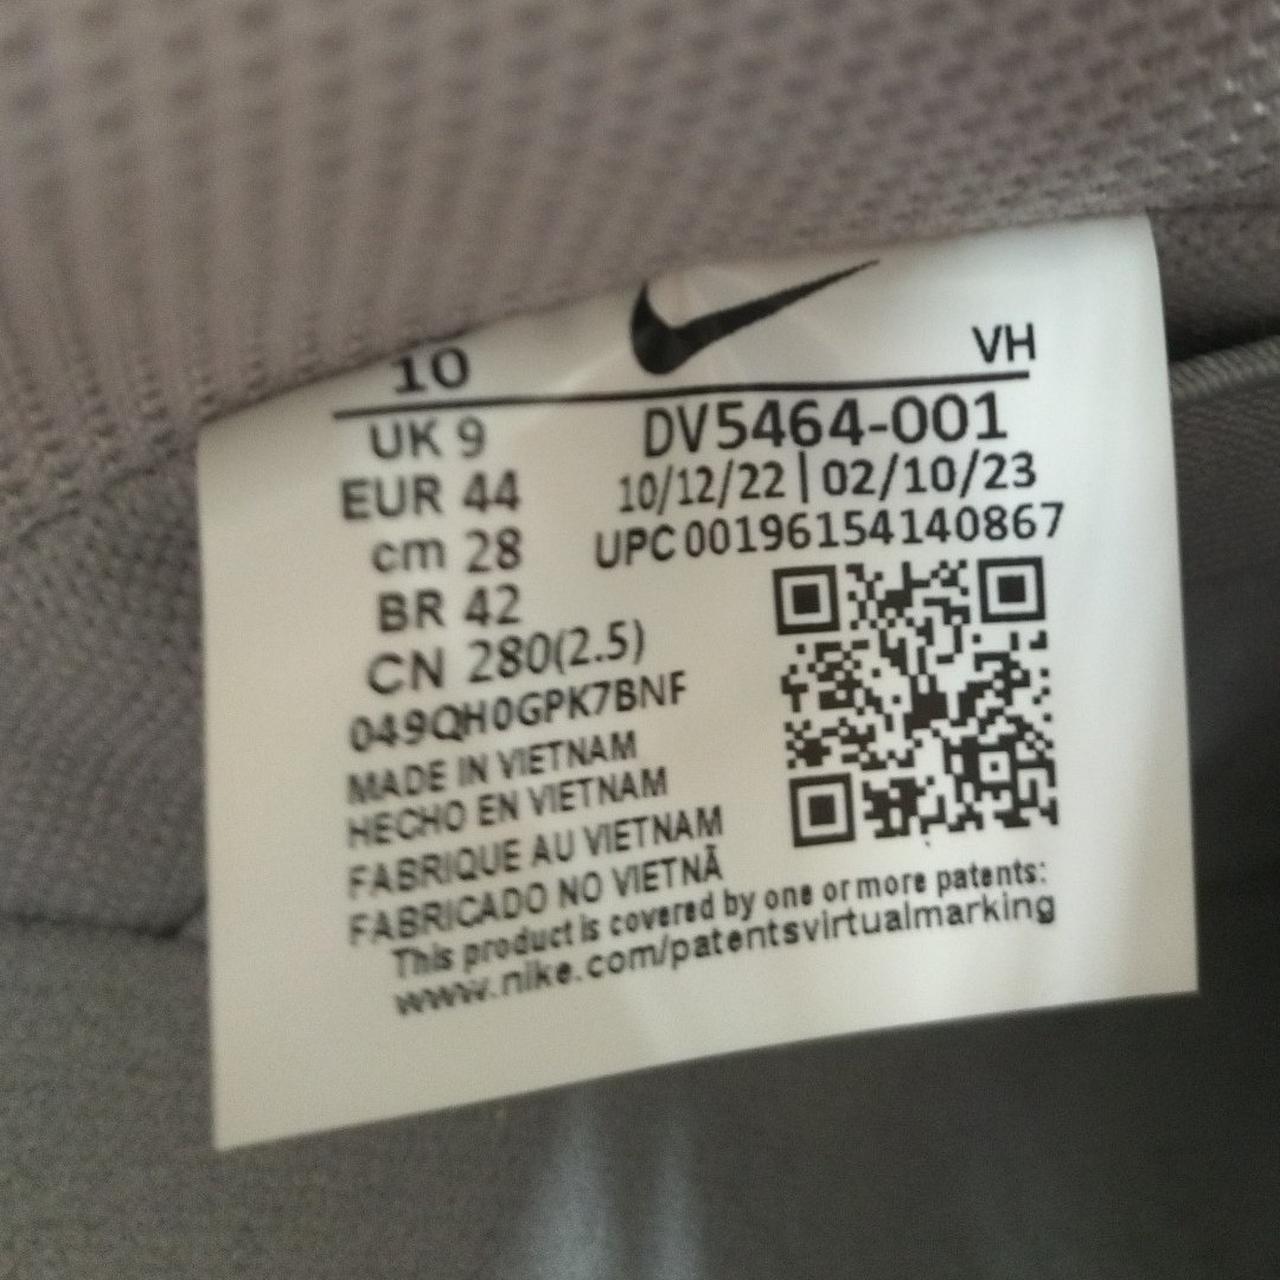 10 VH
UK 9 DV5464-001
EUR 44 10/12/22 | 02/10/23
cm 28 UPC 00196154140867
BR 42
CN 280(2.5)
049QH0GPK7BNF
MADE IN VIETNAM
HECHO EN VIETNAM
FABRIQUE AU VIETNAM
FABRICADO NO VIETNÃ
This product is covered by one or more patents:
www.nike.com/patentsvirtualmarking